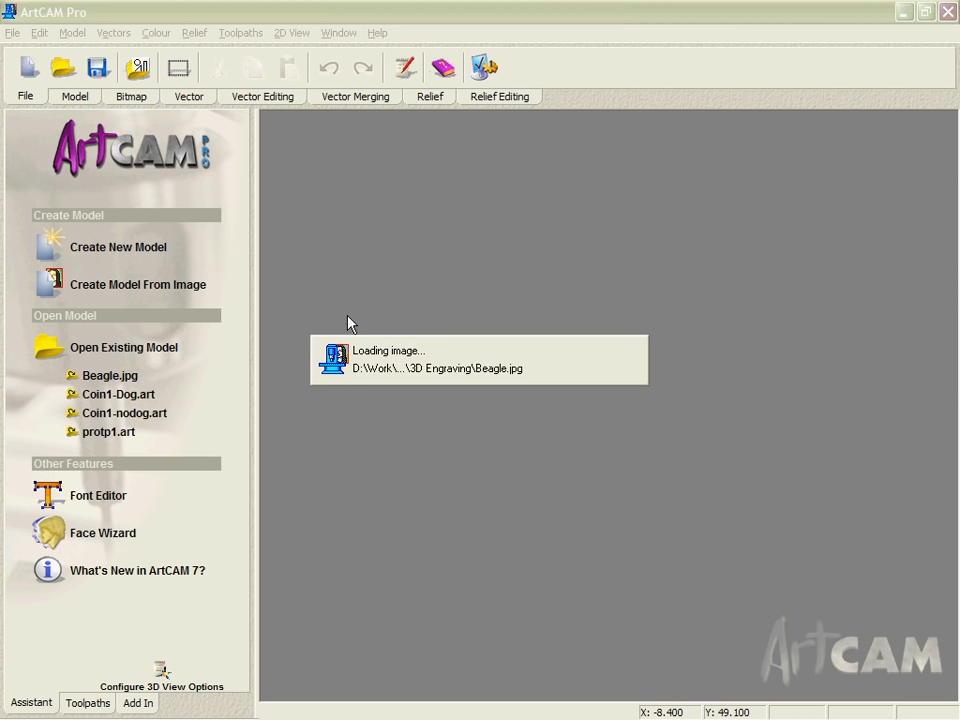 ArtCAM Pro
File Edit Model Vectors Colour Relief Toolpaths 2D View Window Help
File Model Bitmap Vector Vector Editing Vector Merging Relief Relief Editing
ArtCAM PRO
Create Model
Create New Model
Create Model From Image
Open Model
Open Existing Model
Beagle.jpg
Coin1-Dog.art
Coin1-nodog.art
protp1.art
Loading image...
D:\Work\...\3D Engraving\Beagle.jpg
Other Features
Font Editor
Face Wizard
What's New in ArtCAM 7?
ArtCAM
Configure 3D View Options
Assistant Toolpaths Add In
X: -8.400 Y: 49.100